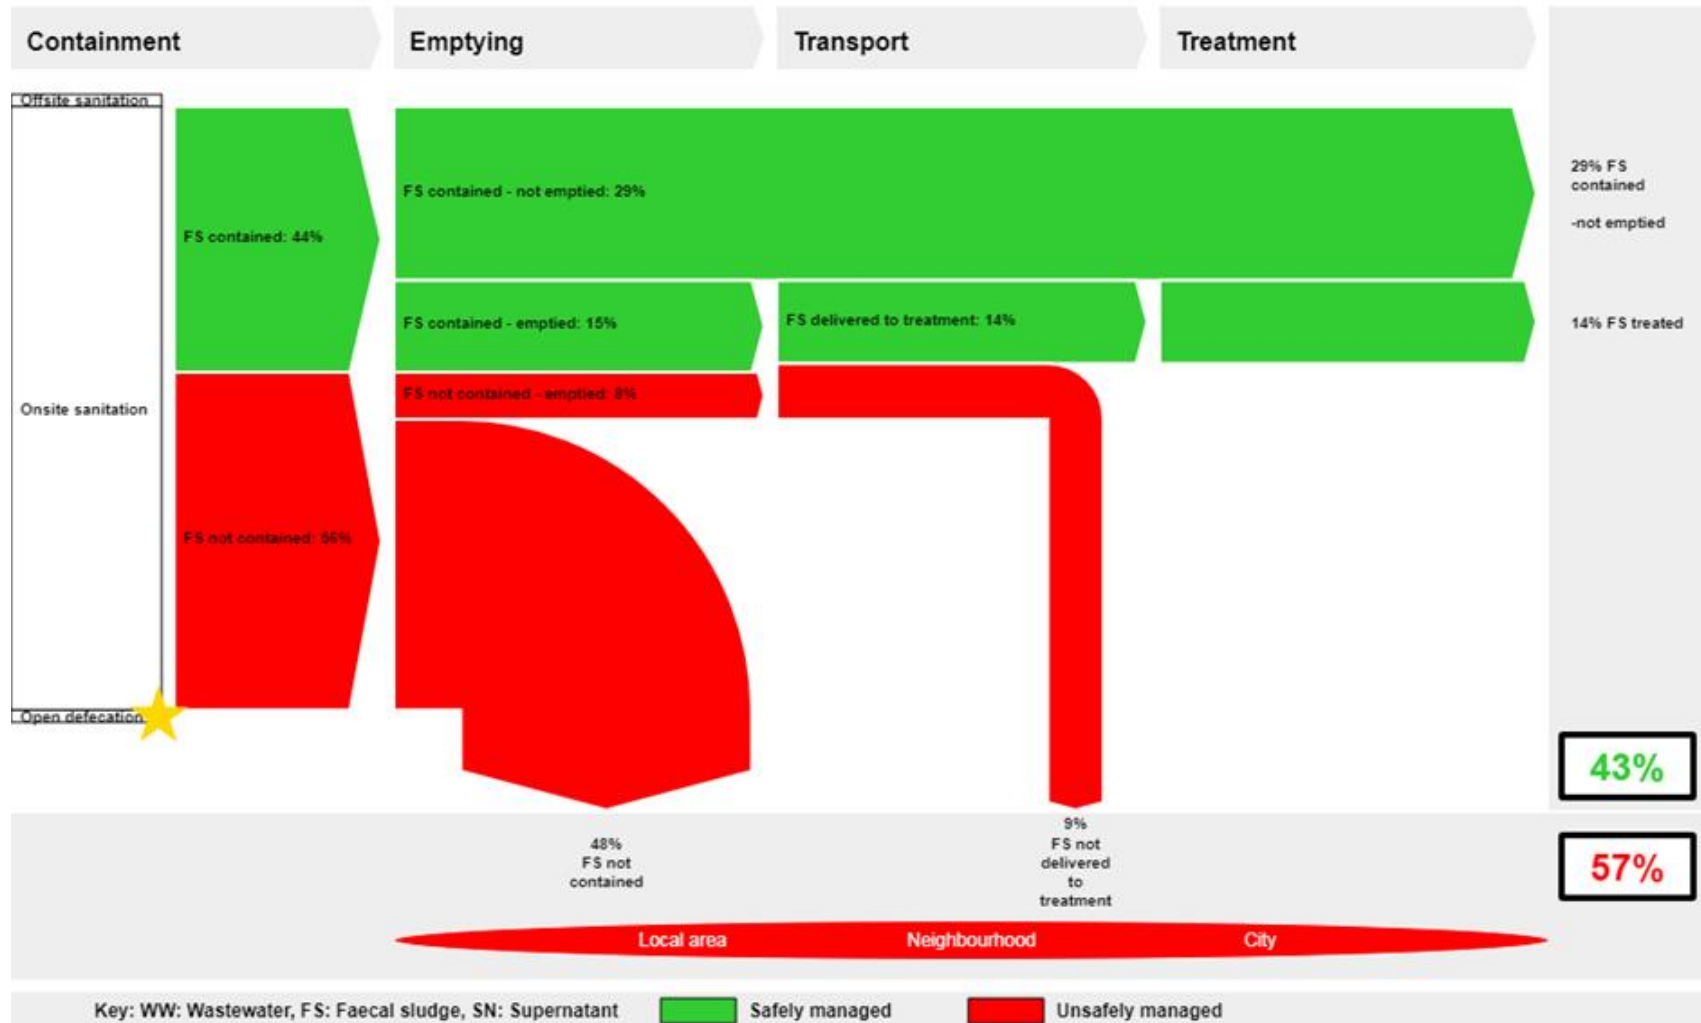 Containment
Emptying
Transport
Treatment
Offsite sanitation
Onsite sanitation
Open defecation
FS contained: 44%
FS not contained: 56%
FS contained - not emptied: 29%
FS contained - emptied: 15%
FS not contained - emptied: 8%
FS delivered to treatment: 14%
29% FS
contained
-not emptied
14% FS treated
43%
57%
48%
FS not
contained
9%
FS not
delivered
to
treatment
Local area
Neighbourhood
City
Key: WW: Wastewater, FS: Faecal sludge, SN: Supernatant
Safely managed
Unsafely managed